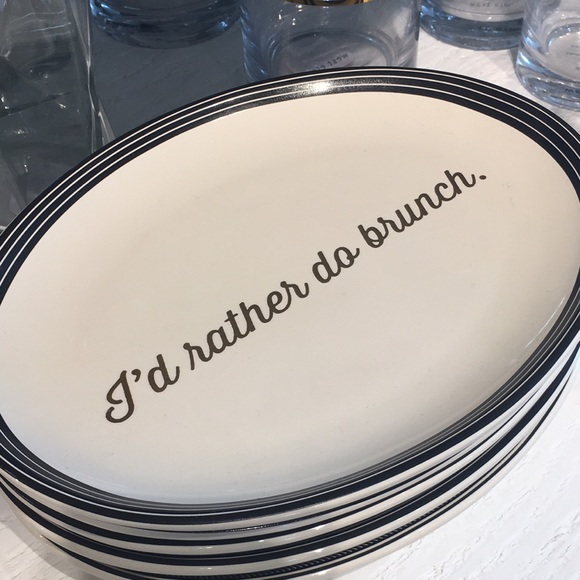 I'd rather do brunch.